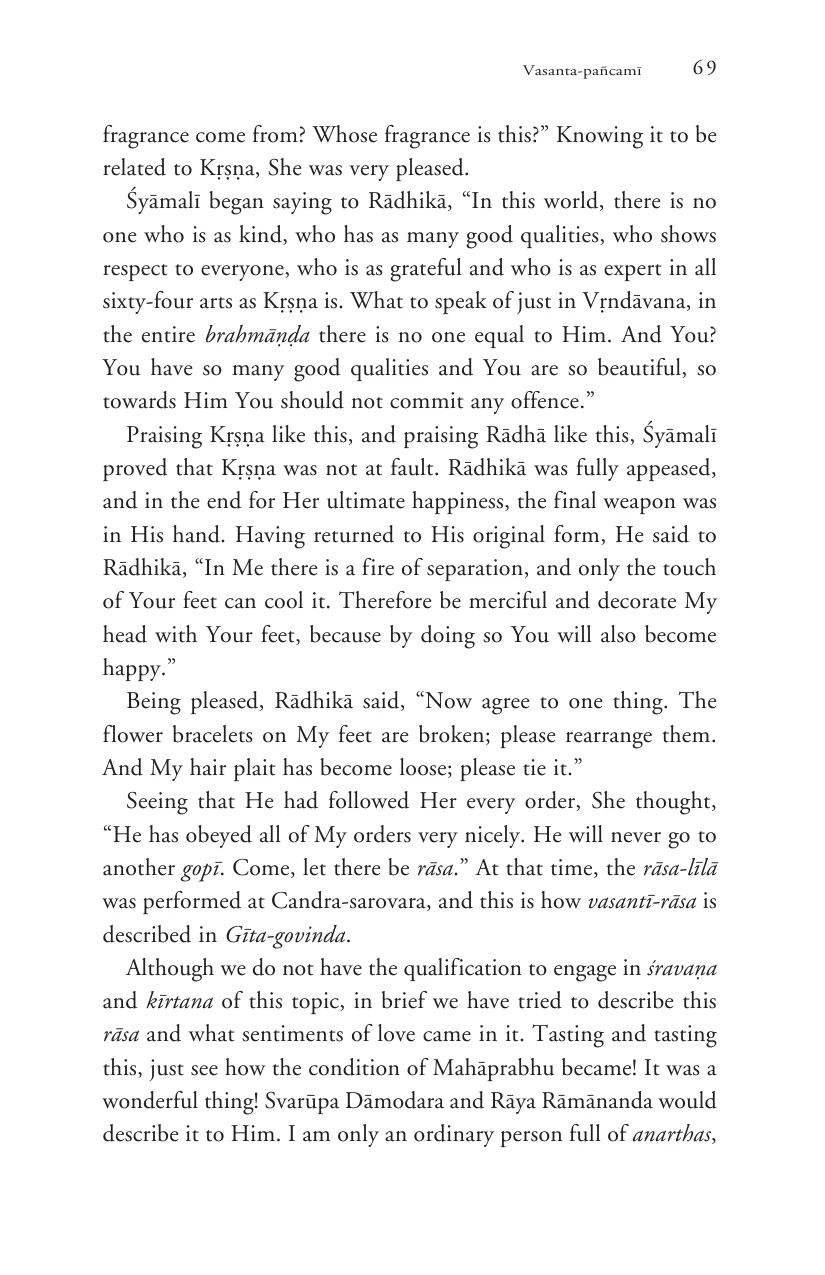 Vasanta-pañcamī 69
fragrance come from? Whose fragrance is this?” Knowing it to be
related to Kṛṣṇa, She was very pleased.
Śyāmalī began saying to Rādhikā, “In this world, there is no
one who is as kind, who has as many good qualities, who shows
respect to everyone, who is as grateful and who is as expert in all
sixty-four arts as Kṛṣṇa is. What to speak of just in Vṛndāvana, in
the entire brahmāṇḍa there is no one equal to Him. And You?
You have so many good qualities and You are so beautiful, so
towards Him You should not commit any offence.”
Praising Kṛṣṇa like this, and praising Rādhā like this, Śyāmalī
proved that Kṛṣṇa was not at fault. Rādhikā was fully appeased,
and in the end for Her ultimate happiness, the final weapon was
in His hand. Having returned to His original form, He said to
Rādhikā, “In Me there is a fire of separation, and only the touch
of Your feet can cool it. Therefore be merciful and decorate My
head with Your feet, because by doing so You will also become
happy.”
Being pleased, Rādhikā said, “Now agree to one thing. The
flower bracelets on My feet are broken; please rearrange them.
And My hair plait has become loose; please tie it.”
Seeing that He had followed Her every order, She thought,
“He has obeyed all of My orders very nicely. He will never go to
another gopī. Come, let there be rāsa.” At that time, the rāsa-līlā
was performed at Candra-sarovara, and this is how vasantī-rāsa is
described in Gīta-govinda.
Although we do not have the qualification to engage in śravaṇa
and kīrtana of this topic, in brief we have tried to describe this
rāsa and what sentiments of love came in it. Tasting and tasting
this, just see how the condition of Mahāprabhu became! It was a
wonderful thing! Svarūpa Dāmodara and Rāya Rāmānanda would
describe it to Him. I am only an ordinary person full of anarthas,